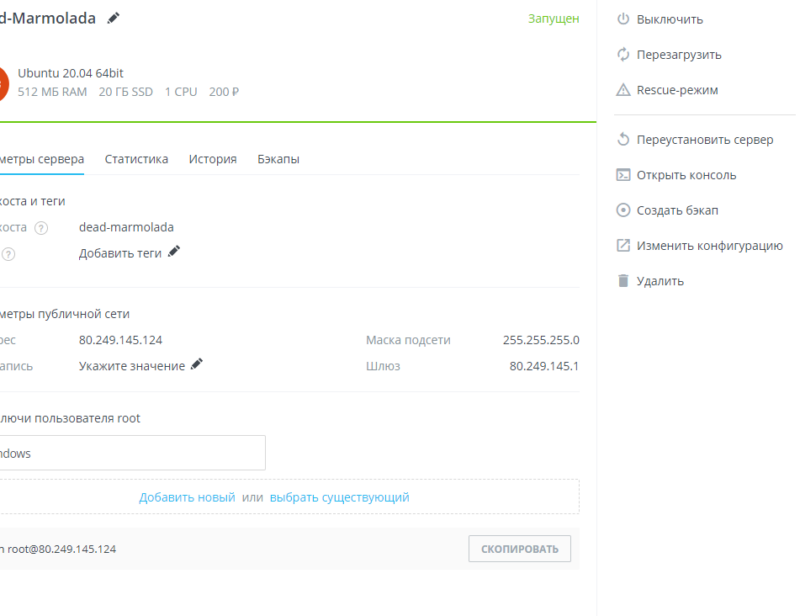 d-Marmolada
Запущен
Ubuntu 20.04 64bit
512 МБ RAM 20 ГБ SSD 1 CPU 200 ₽
метры сервера Статистика История Бэкапы
хоста и теги
хоста ? dead-marmolada
? Добавить теги
метры публичной сети
рес 80.249.145.124 Маска подсети 255.255.255.0
апись Укажите значение Шлюз 80.249.145.1
лючи пользователя root
ndows
Добавить новый или выбрать существующий
h root@80.249.145.124 СКОПИРОВАТЬ
Выключить
Перезагрузить
Rescue-режим
Переустановить сервер
Открыть консоль
Создать бэкап
Изменить конфигурацию
Удалить